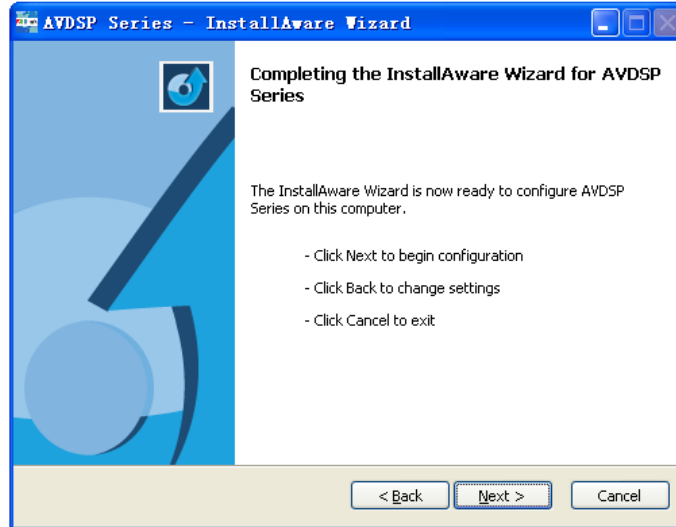 AVDSP Series - InstallAware Wizard
Completing the InstallAware Wizard for AVDSP
Series
The InstallAware Wizard is now ready to configure AVDSP
Series on this computer.
- Click Next to begin configuration
- Click Back to change settings
- Click Cancel to exit
< Back
Next >
Cancel